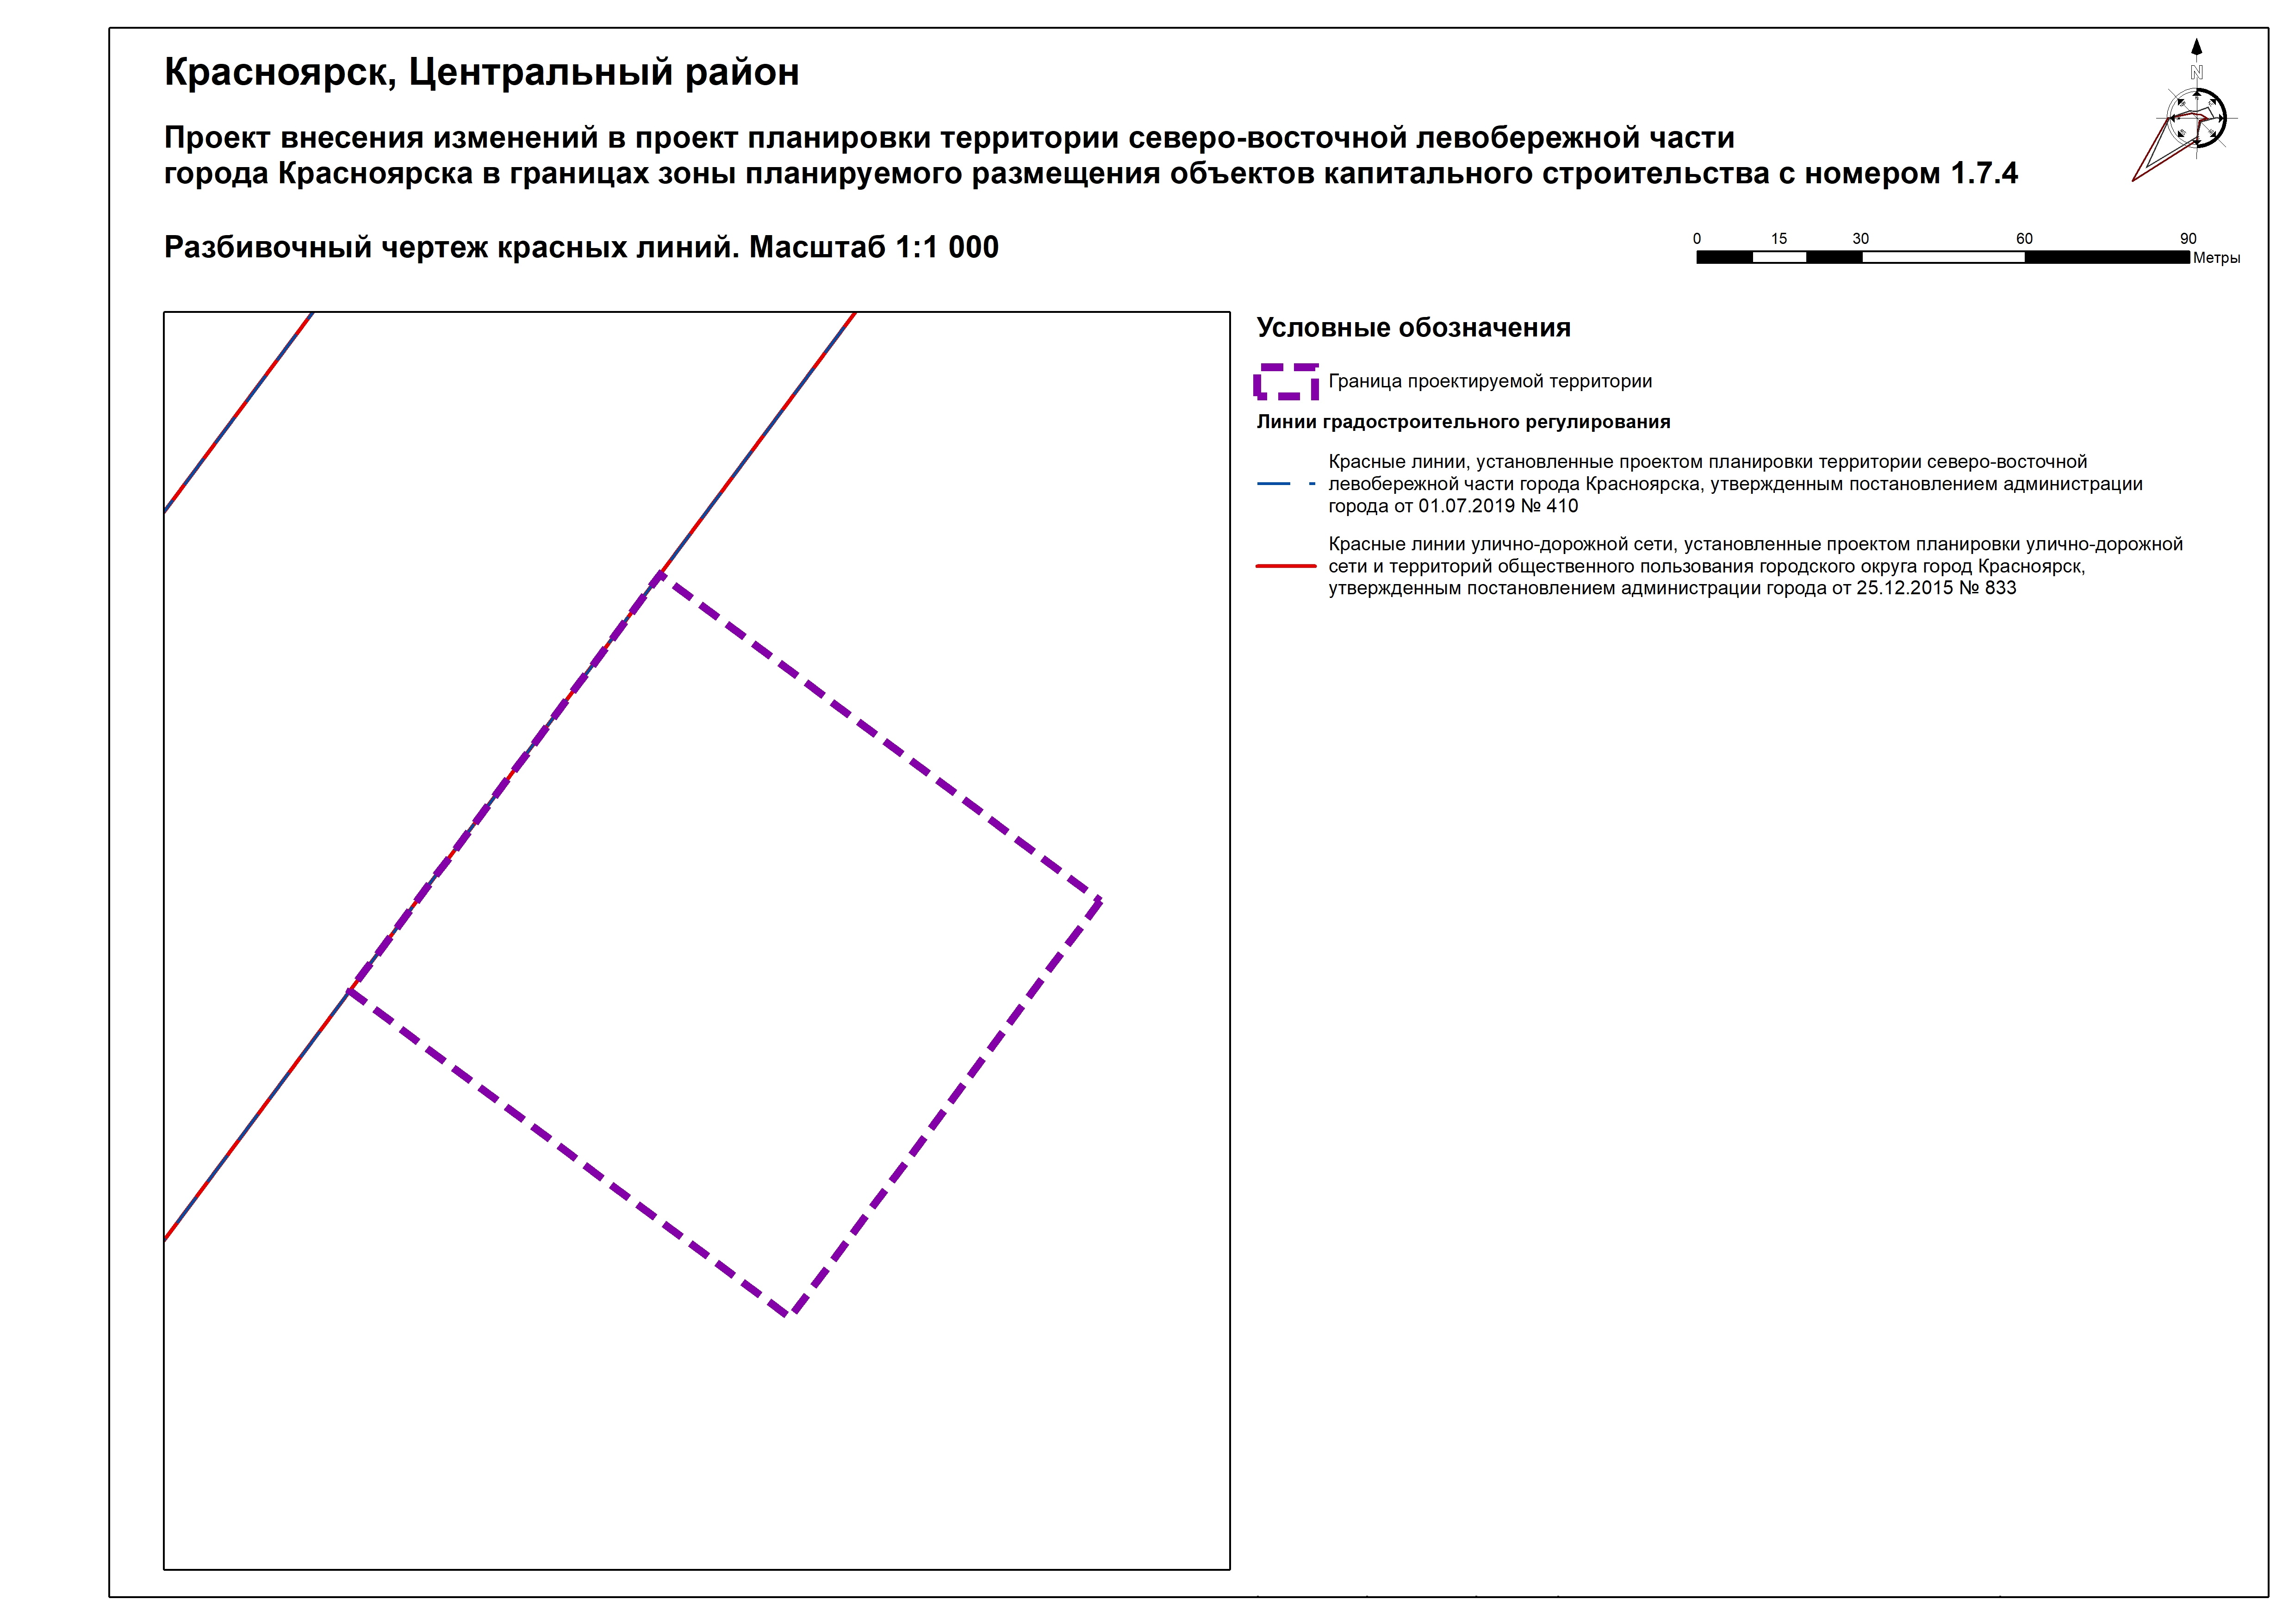 Красноярск, Центральный район
N
Проект внесения изменений в проект планировки территории северо-восточной левобережной части
города Красноярска в границах зоны планируемого размещения объектов капитального строительства с номером 1.7.4
Разбивочный чертеж красных линий. Масштаб 1:1 000
0 15 30 60 90
Метры
Условные обозначения
Граница проектируемой территории
Линии градостроительного регулирования
Красные линии, установленные проектом планировки территории северо-восточной
левобережной части города Красноярска, утвержденным постановлением администрации
города от 01.07.2019 № 410
Красные линии улично-дорожной сети, установленные проектом планировки улично-дорожной
сети и территорий общественного пользования городского округа город Красноярск,
утвержденным постановлением администрации города от 25.12.2015 № 833